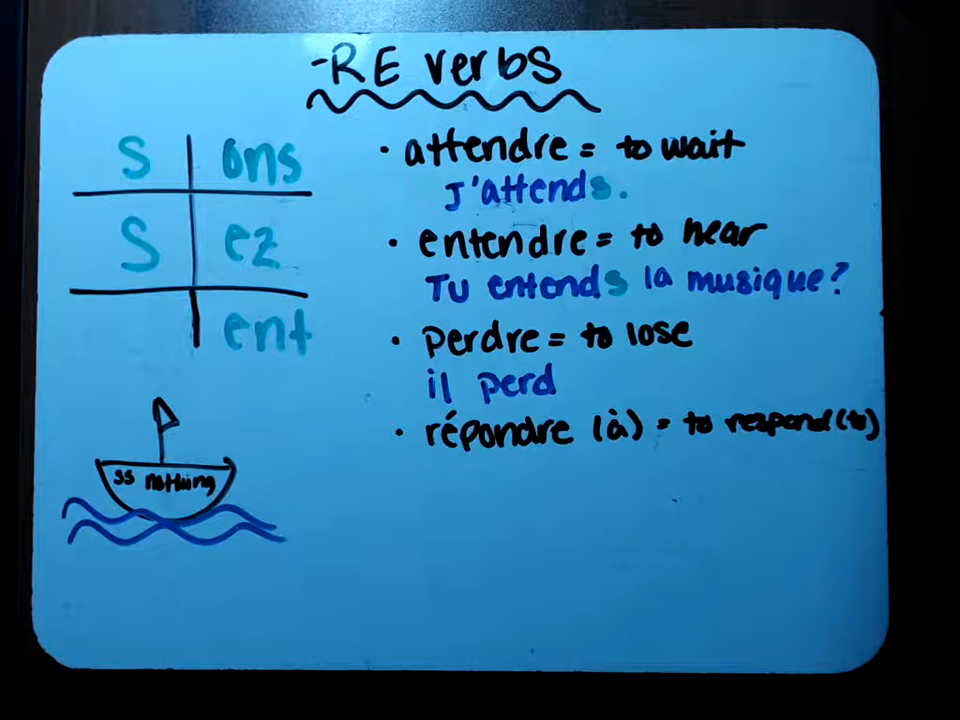 -RE verbs
s ons
s ez
ent
• attendre = to wait
J'attends.
• entendre = to hear
Tu entends la musique?
• perdre = to lose
il perd
• répondre (à) = to respond (to)
ss nothing